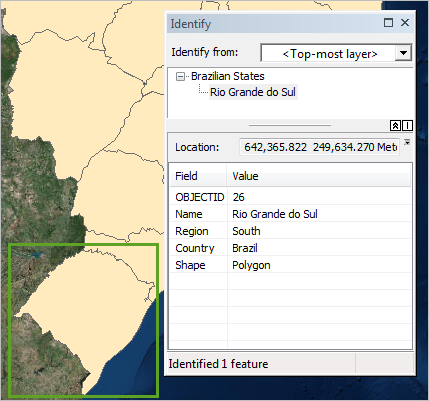 Identify
Identify from: <Top-most layer>
Brazilian States
Rio Grande do Sul
Location: 642,365.822 249,634.270 Met
Field Value
OBJECTID 26
Name Rio Grande do Sul
Region South
Country Brazil
Shape Polygon
Identified 1 feature